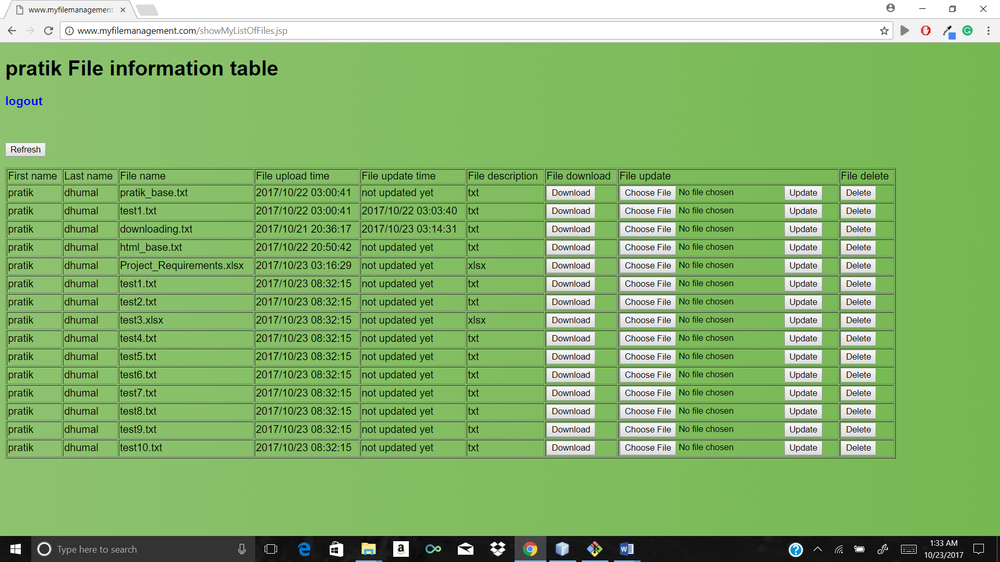 www.myfilemanagement
www.myfilemanagement.com/showMyListOfFiles.jsp
pratik File information table
logout
Refresh
First name Last name File name File upload time File update time File description File download File update File delete
pratik dhumal pratik_base.txt 2017/10/22 03:00:41 not updated yet txt Download Choose File No file chosen Update Delete
pratik dhumal test1.txt 2017/10/22 03:00:41 2017/10/22 03:03:40 txt Download Choose File No file chosen Update Delete
pratik dhumal downloading.txt 2017/10/21 20:36:17 2017/10/23 03:14:31 txt Download Choose File No file chosen Update Delete
pratik dhumal html_base.txt 2017/10/22 20:50:42 not updated yet txt Download Choose File No file chosen Update Delete
pratik dhumal Project_Requirements.xlsx 2017/10/23 03:16:29 not updated yet xlsx Download Choose File No file chosen Update Delete
pratik dhumal test1.txt 2017/10/23 08:32:15 not updated yet txt Download Choose File No file chosen Update Delete
pratik dhumal test2.txt 2017/10/23 08:32:15 not updated yet txt Download Choose File No file chosen Update Delete
pratik dhumal test3.xlsx 2017/10/23 08:32:15 not updated yet xlsx Download Choose File No file chosen Update Delete
pratik dhumal test4.txt 2017/10/23 08:32:15 not updated yet txt Download Choose File No file chosen Update Delete
pratik dhumal test5.txt 2017/10/23 08:32:15 not updated yet txt Download Choose File No file chosen Update Delete
pratik dhumal test6.txt 2017/10/23 08:32:15 not updated yet txt Download Choose File No file chosen Update Delete
pratik dhumal test7.txt 2017/10/23 08:32:15 not updated yet txt Download Choose File No file chosen Update Delete
pratik dhumal test8.txt 2017/10/23 08:32:15 not updated yet txt Download Choose File No file chosen Update Delete
pratik dhumal test9.txt 2017/10/23 08:32:15 not updated yet txt Download Choose File No file chosen Update Delete
pratik dhumal test10.txt 2017/10/23 08:32:15 not updated yet txt Download Choose File No file chosen Update Delete
Type here to search
1:33 AM
10/23/2017